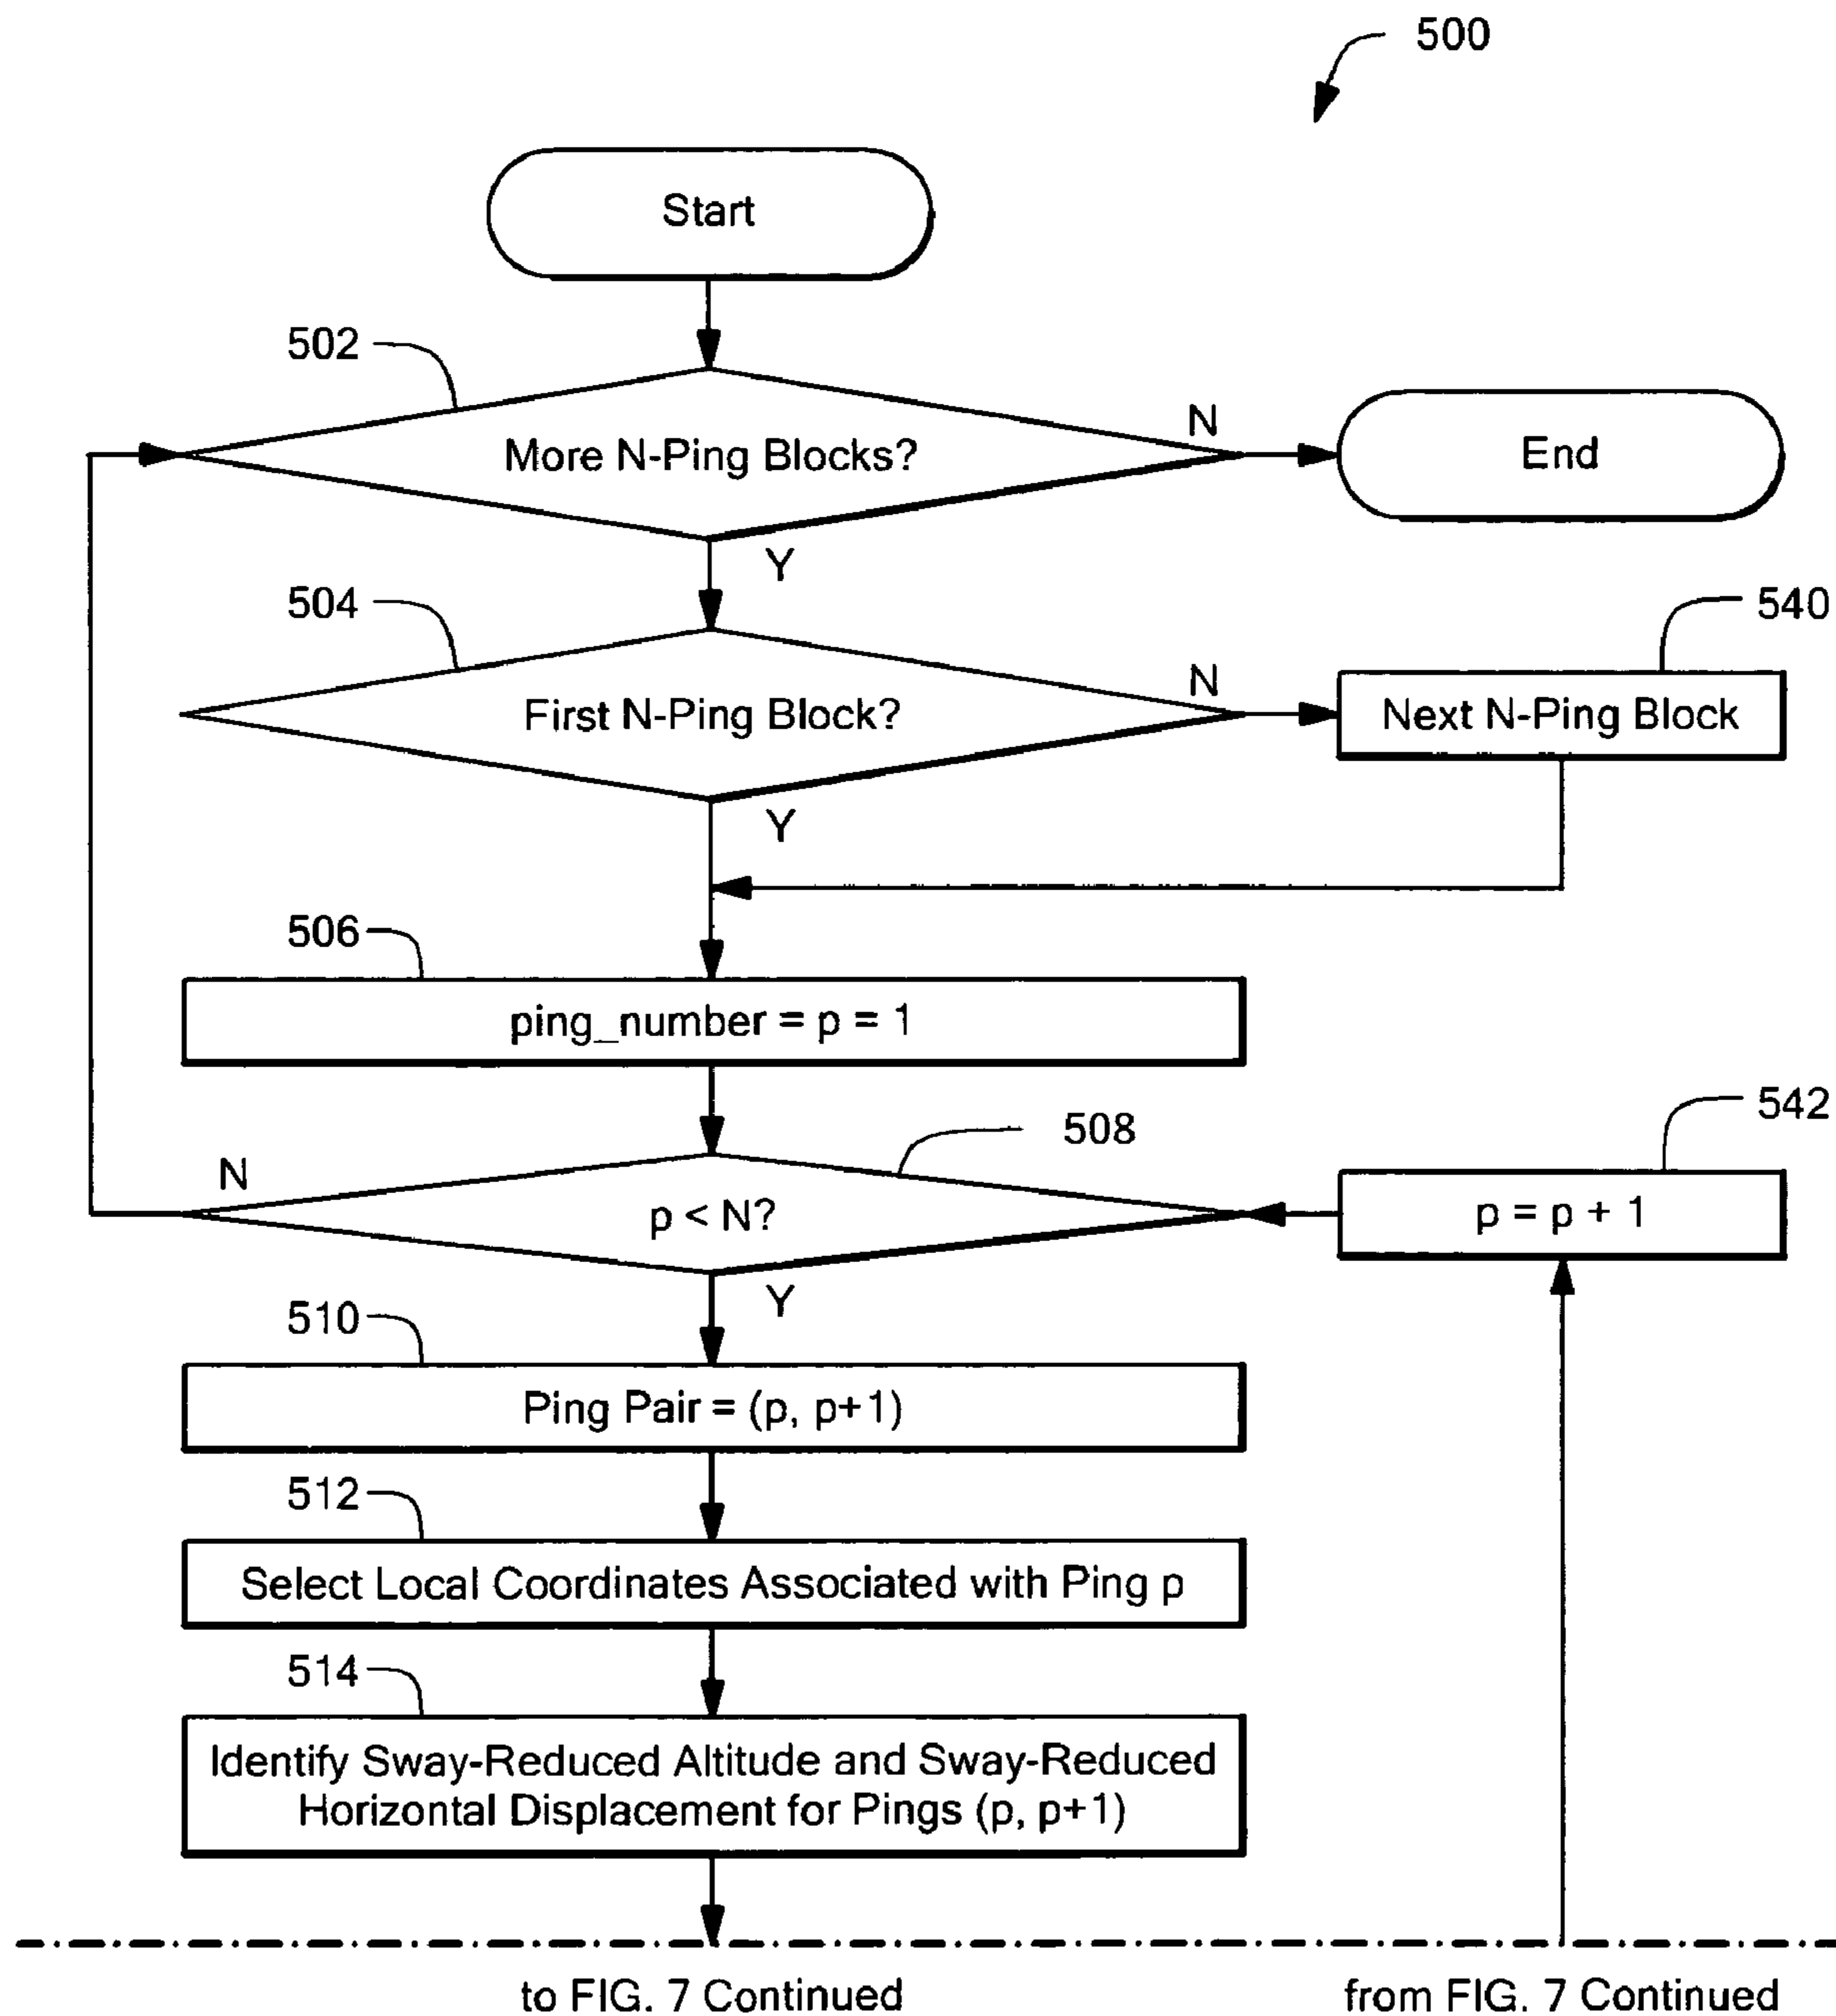 500
Start
502
More N-Ping Blocks?
N
End
Y
504
540
First N-Ping Block?
N
Next N-Ping Block
Y
506
ping_number = p = 1
508
542
N
p < N?
p = p + 1
Y
510
Ping Pair = (p, p+1)
512
Select Local Coordinates Associated with Ping p
514
Identify Sway-Reduced Altitude and Sway-Reduced
Horizontal Displacement for Pings (p, p+1)
to FIG. 7 Continued
from FIG. 7 Continued